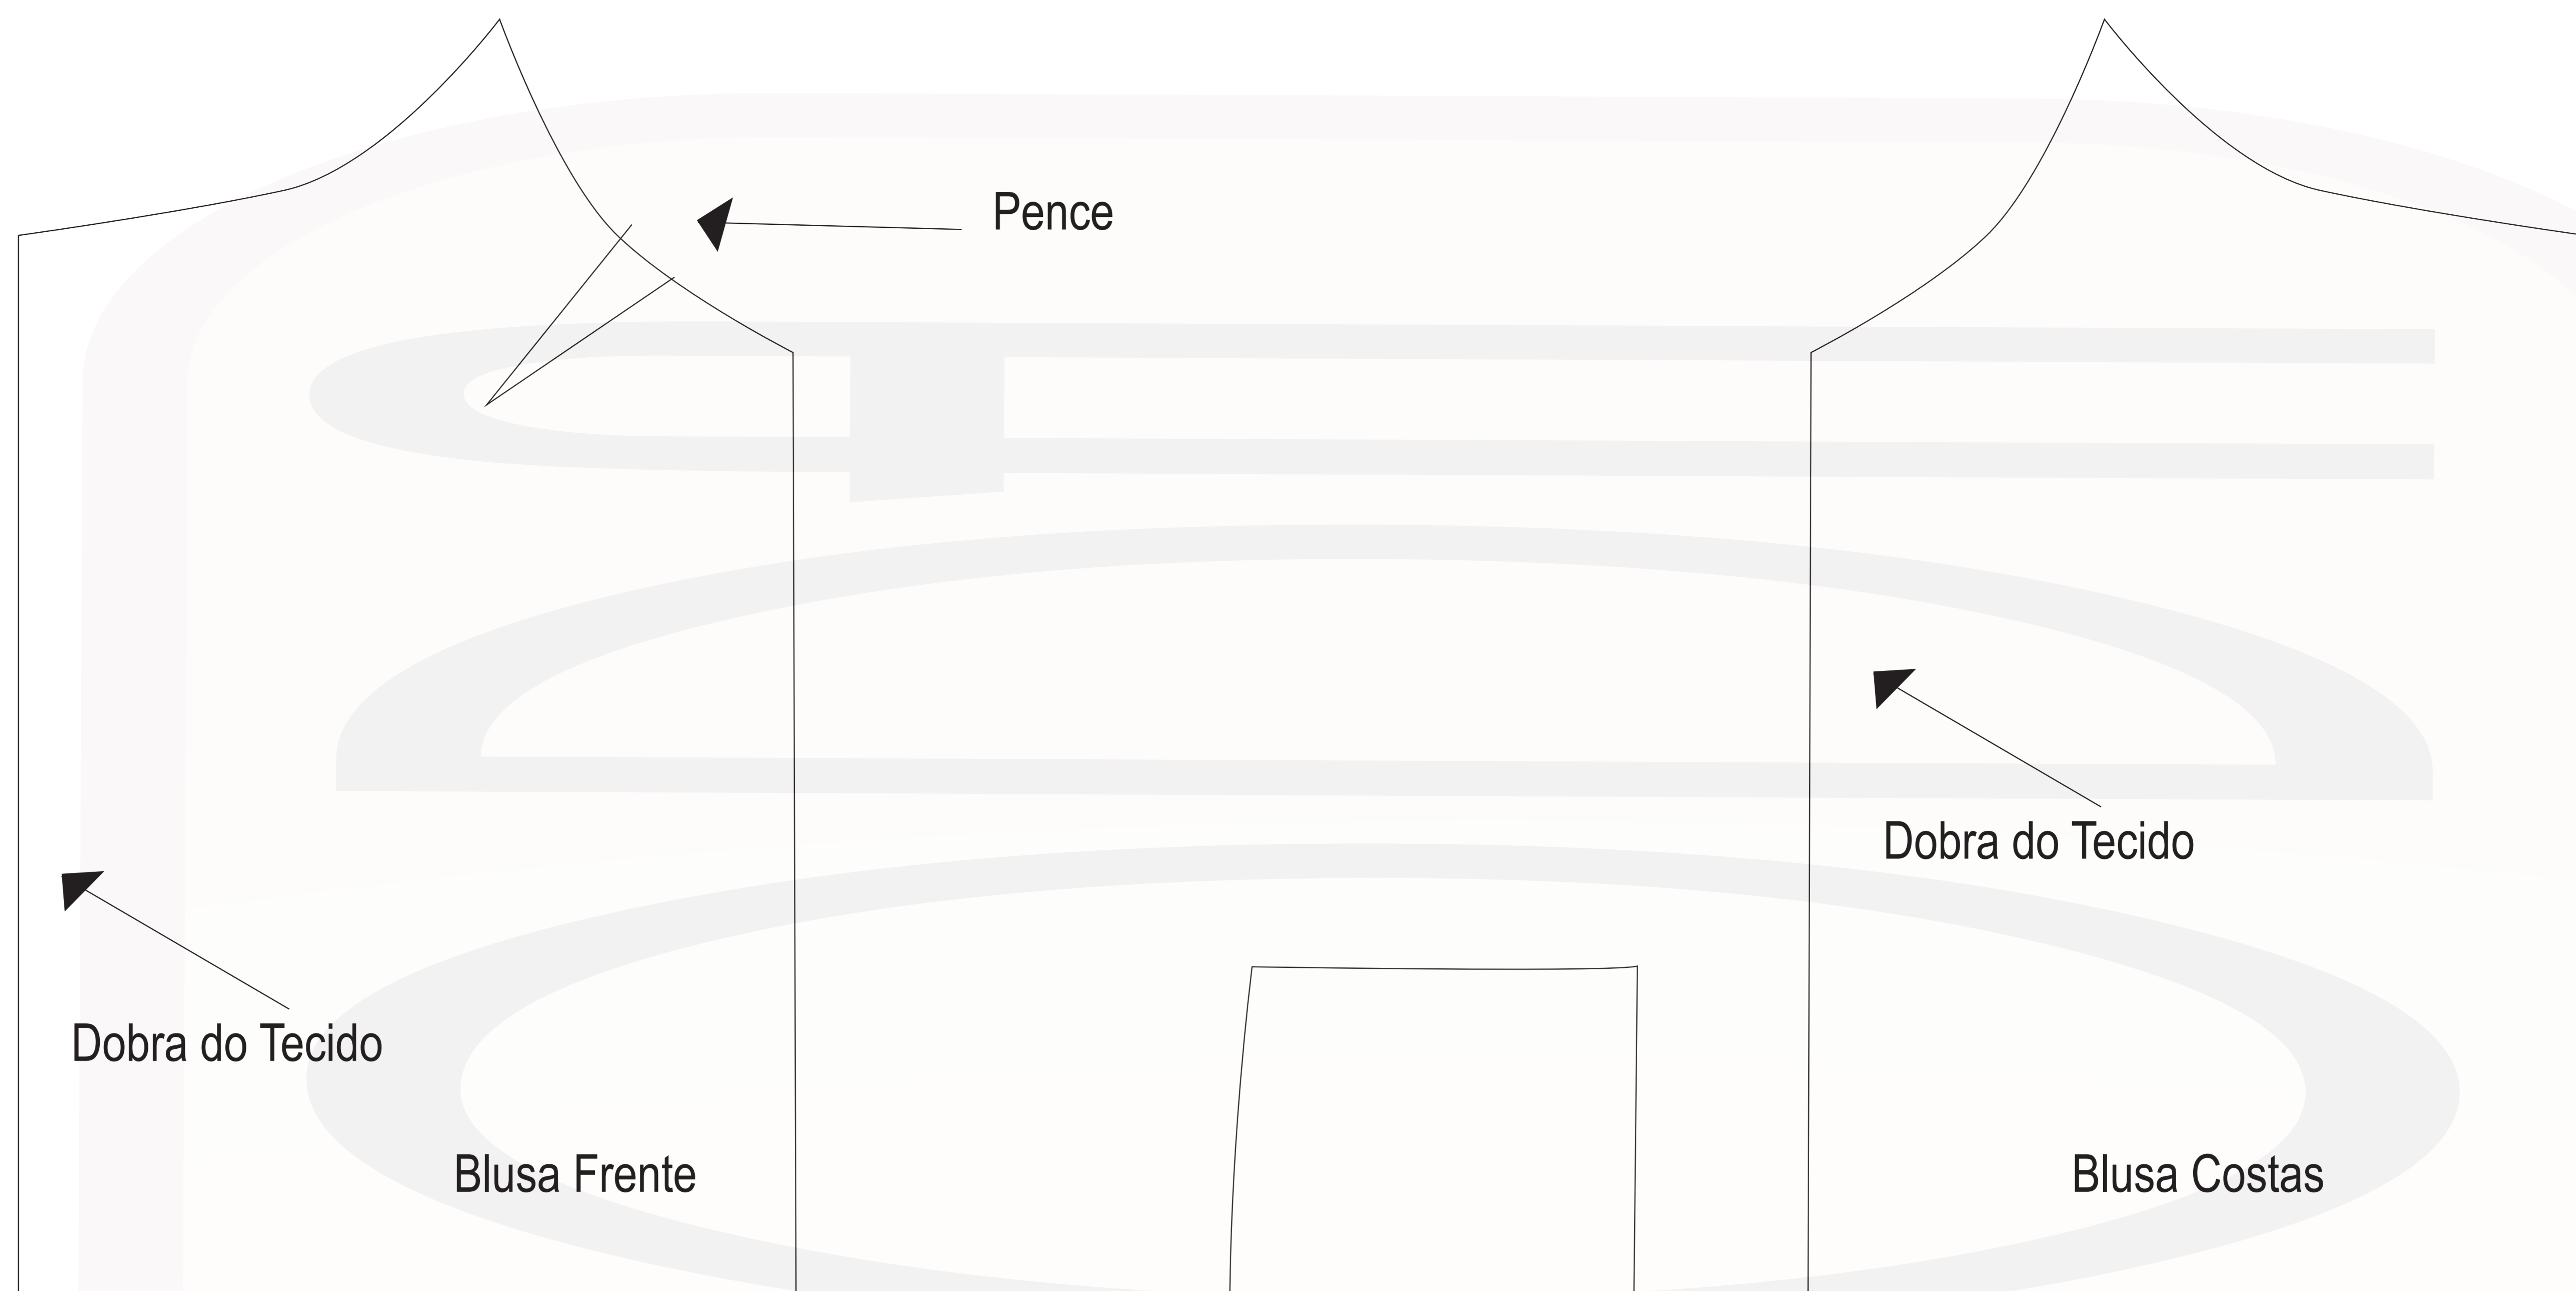 Pence
Dobra do Tecido
Dobra do Tecido
Blusa Frente
Blusa Costas